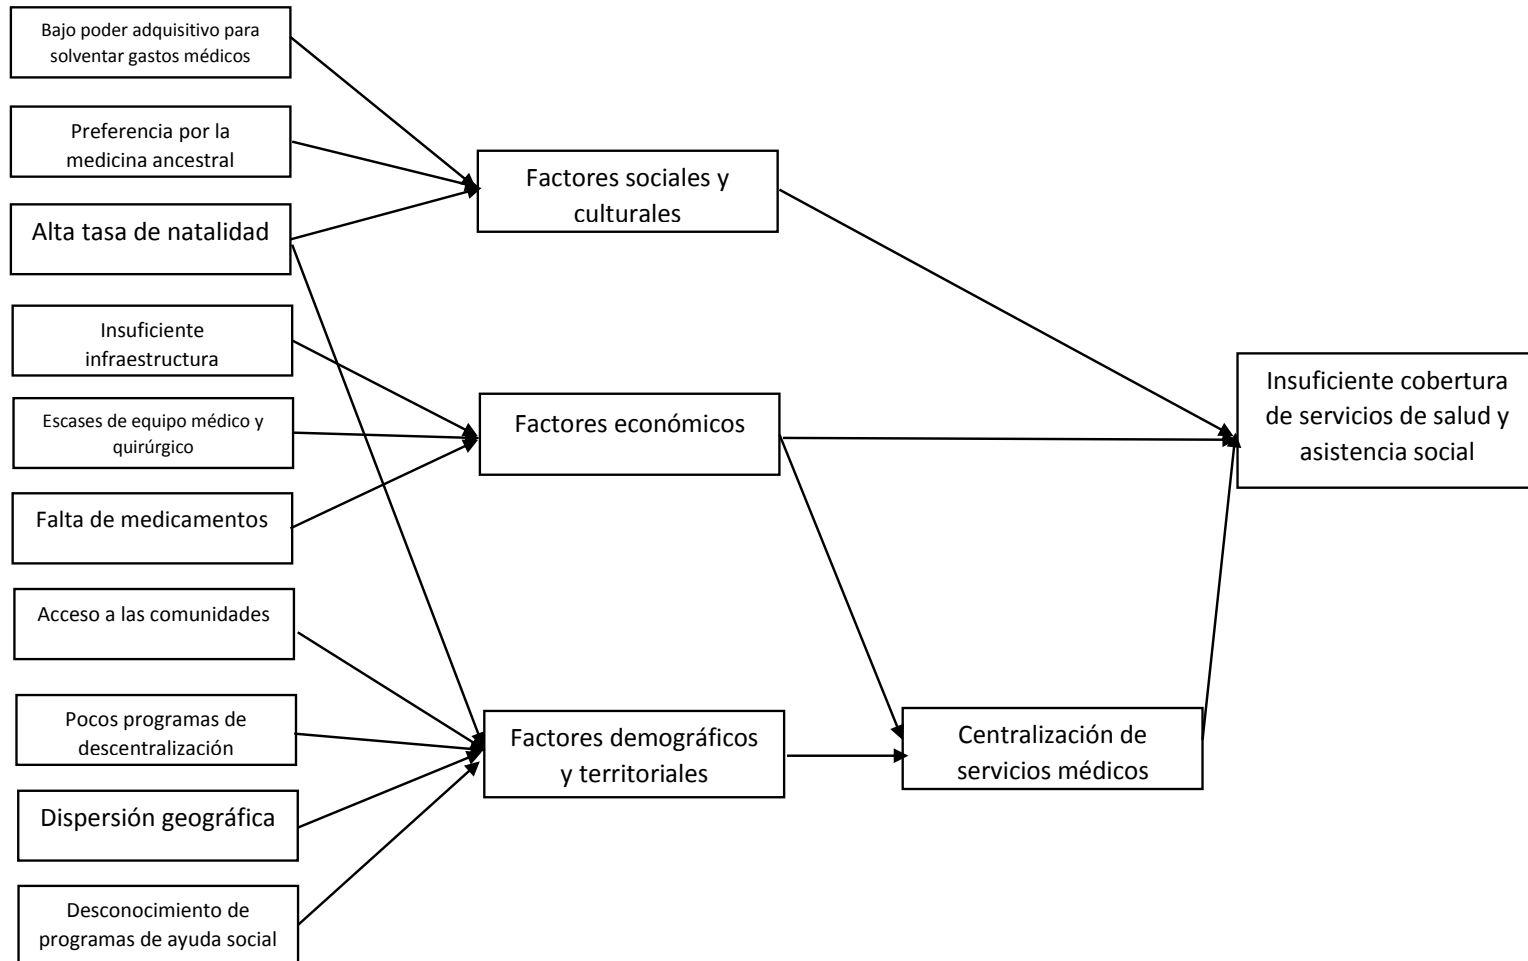 Bajo poder adquisitivo para
solventar gastos médicos
Preferencia por la
medicina ancestral
Alta tasa de natalidad
Insuficiente
infraestructura
Escases de equipo médico y
quirúrgico
Falta de medicamentos
Acceso a las comunidades
Pocos programas de
descentralización
Dispersión geográfica
Desconocimiento de
programas de ayuda social
Factores sociales y
culturales
Factores económicos
Factores demográficos
y territoriales
Centralización de
servicios médicos
Insuficiente cobertura
de servicios de salud y
asistencia social